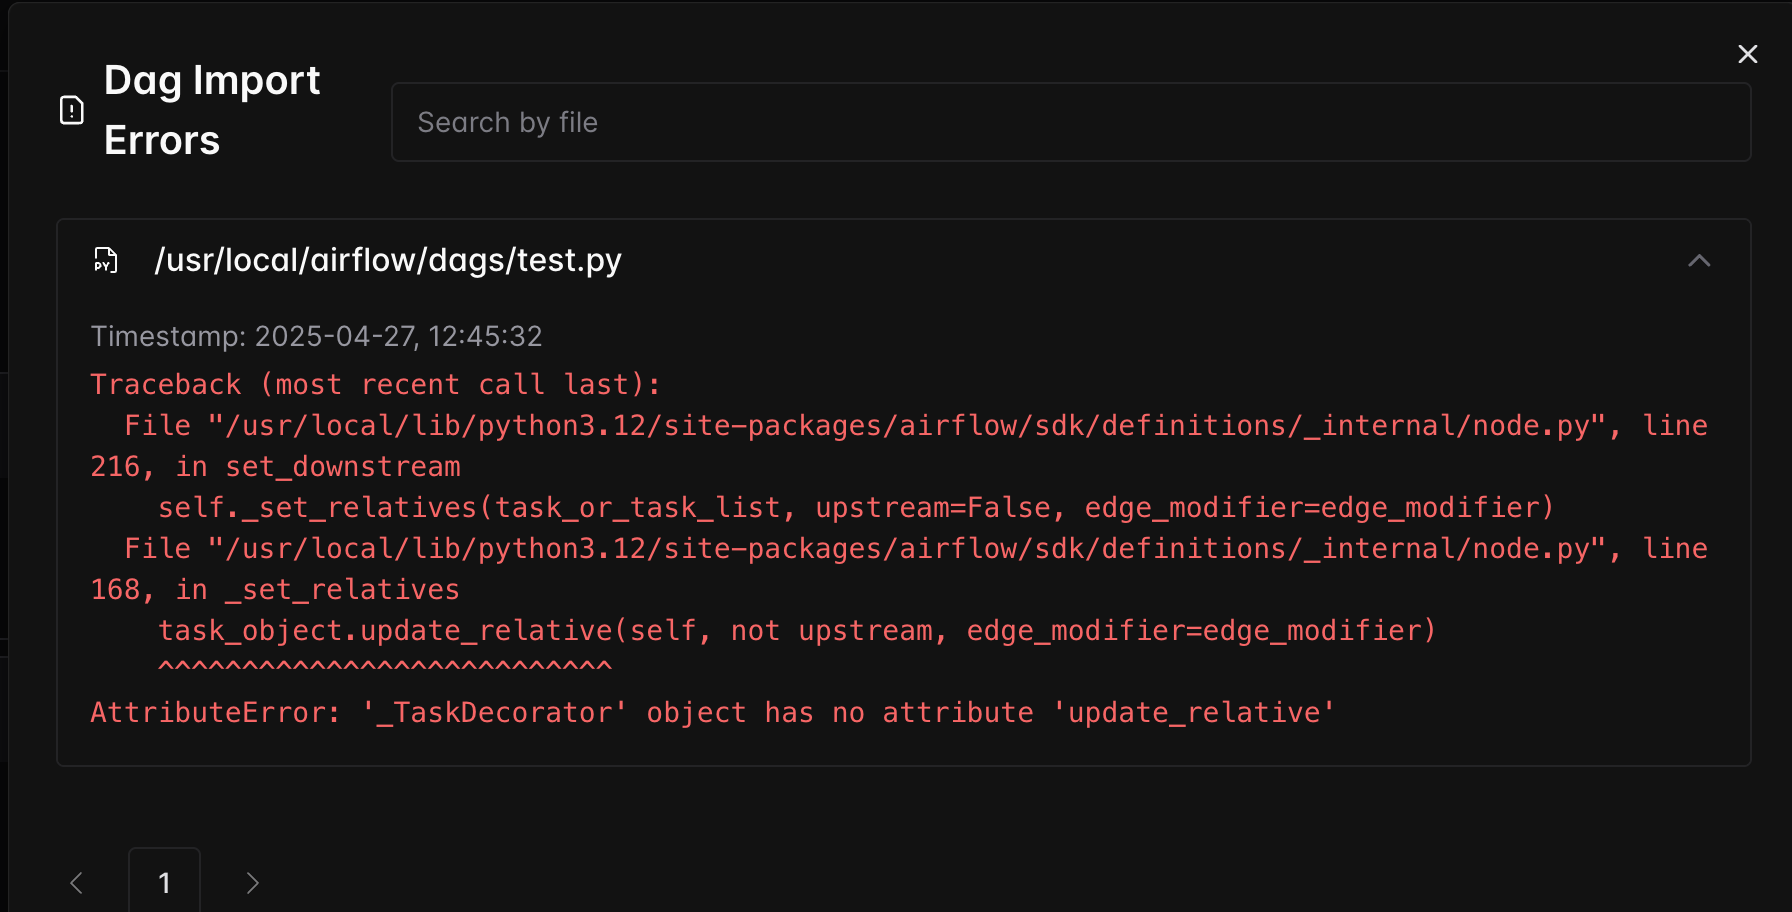 Dag Import
Errors
Search by file
PY
/usr/local/airflow/dags/test.py
Timestamp: 2025-04-27, 12:45:32
Traceback (most recent call last):
  File "/usr/local/lib/python3.12/site-packages/airflow/sdk/definitions/_internal/node.py", line
216, in set_downstream
    self._set_relatives(task_or_task_list, upstream=False, edge_modifier=edge_modifier)
  File "/usr/local/lib/python3.12/site-packages/airflow/sdk/definitions/_internal/node.py", line
168, in _set_relatives
    task_object.update_relative(self, not upstream, edge_modifier=edge_modifier)
    ^^^^^^^^^^^^^^^^^^^^^^^^^^^
AttributeError: '_TaskDecorator' object has no attribute 'update_relative'
1